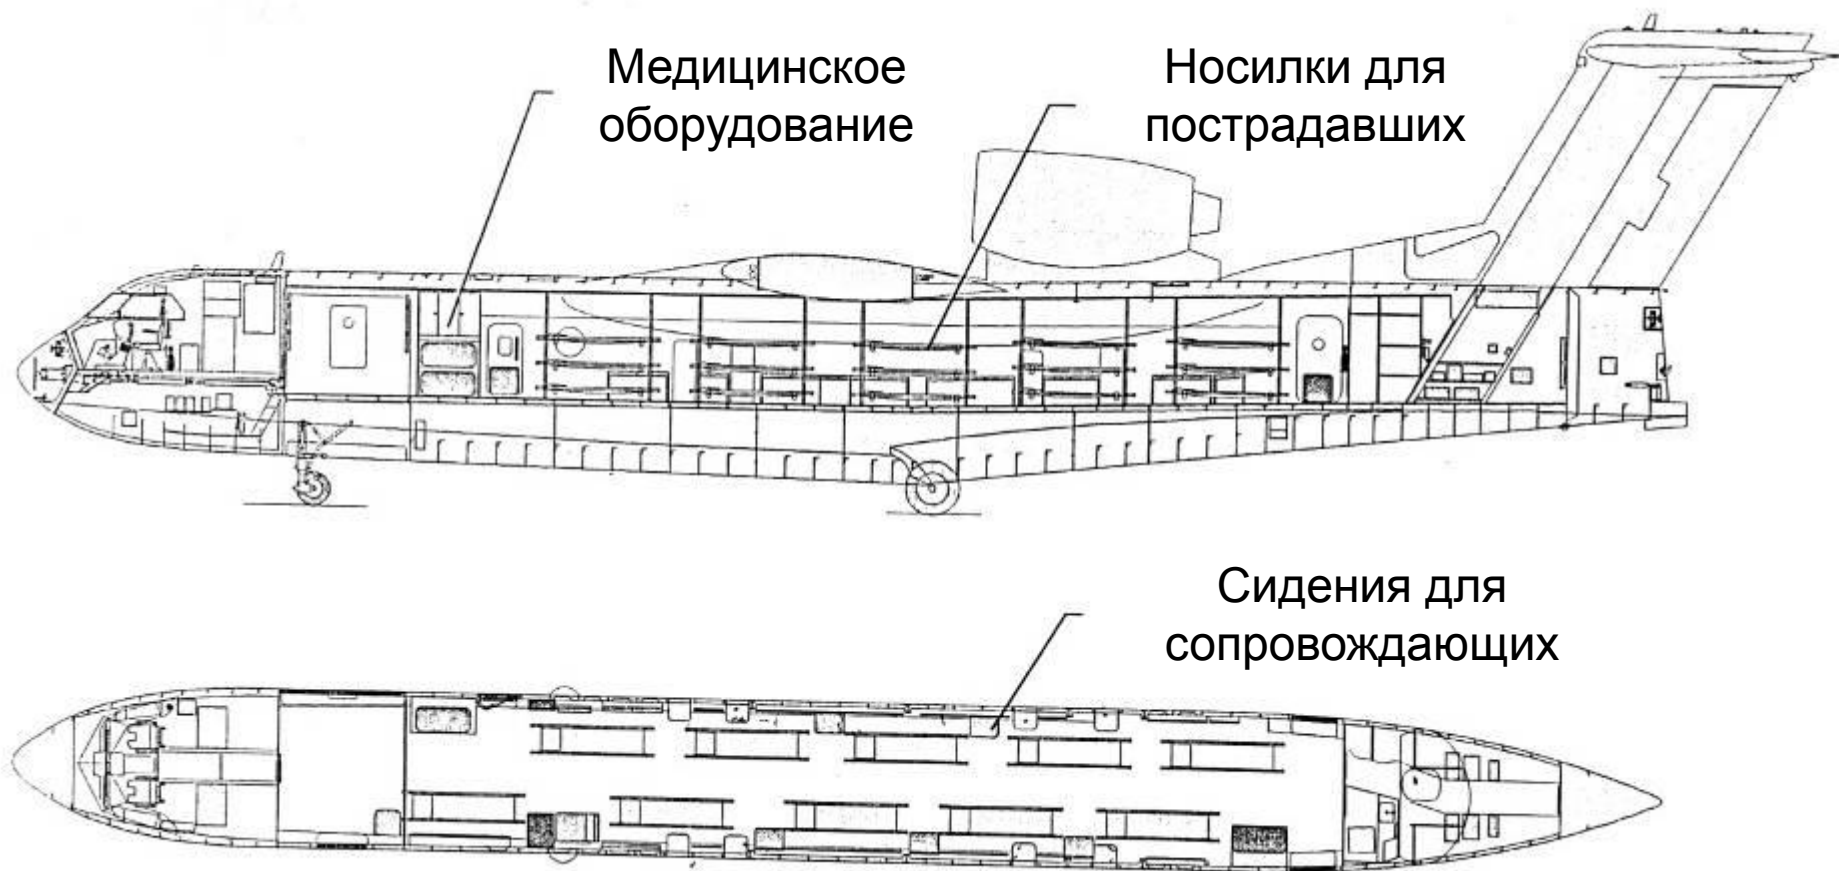 Медицинское
оборудование
Носилки для
пострадавших
Сидения для
сопровождающих